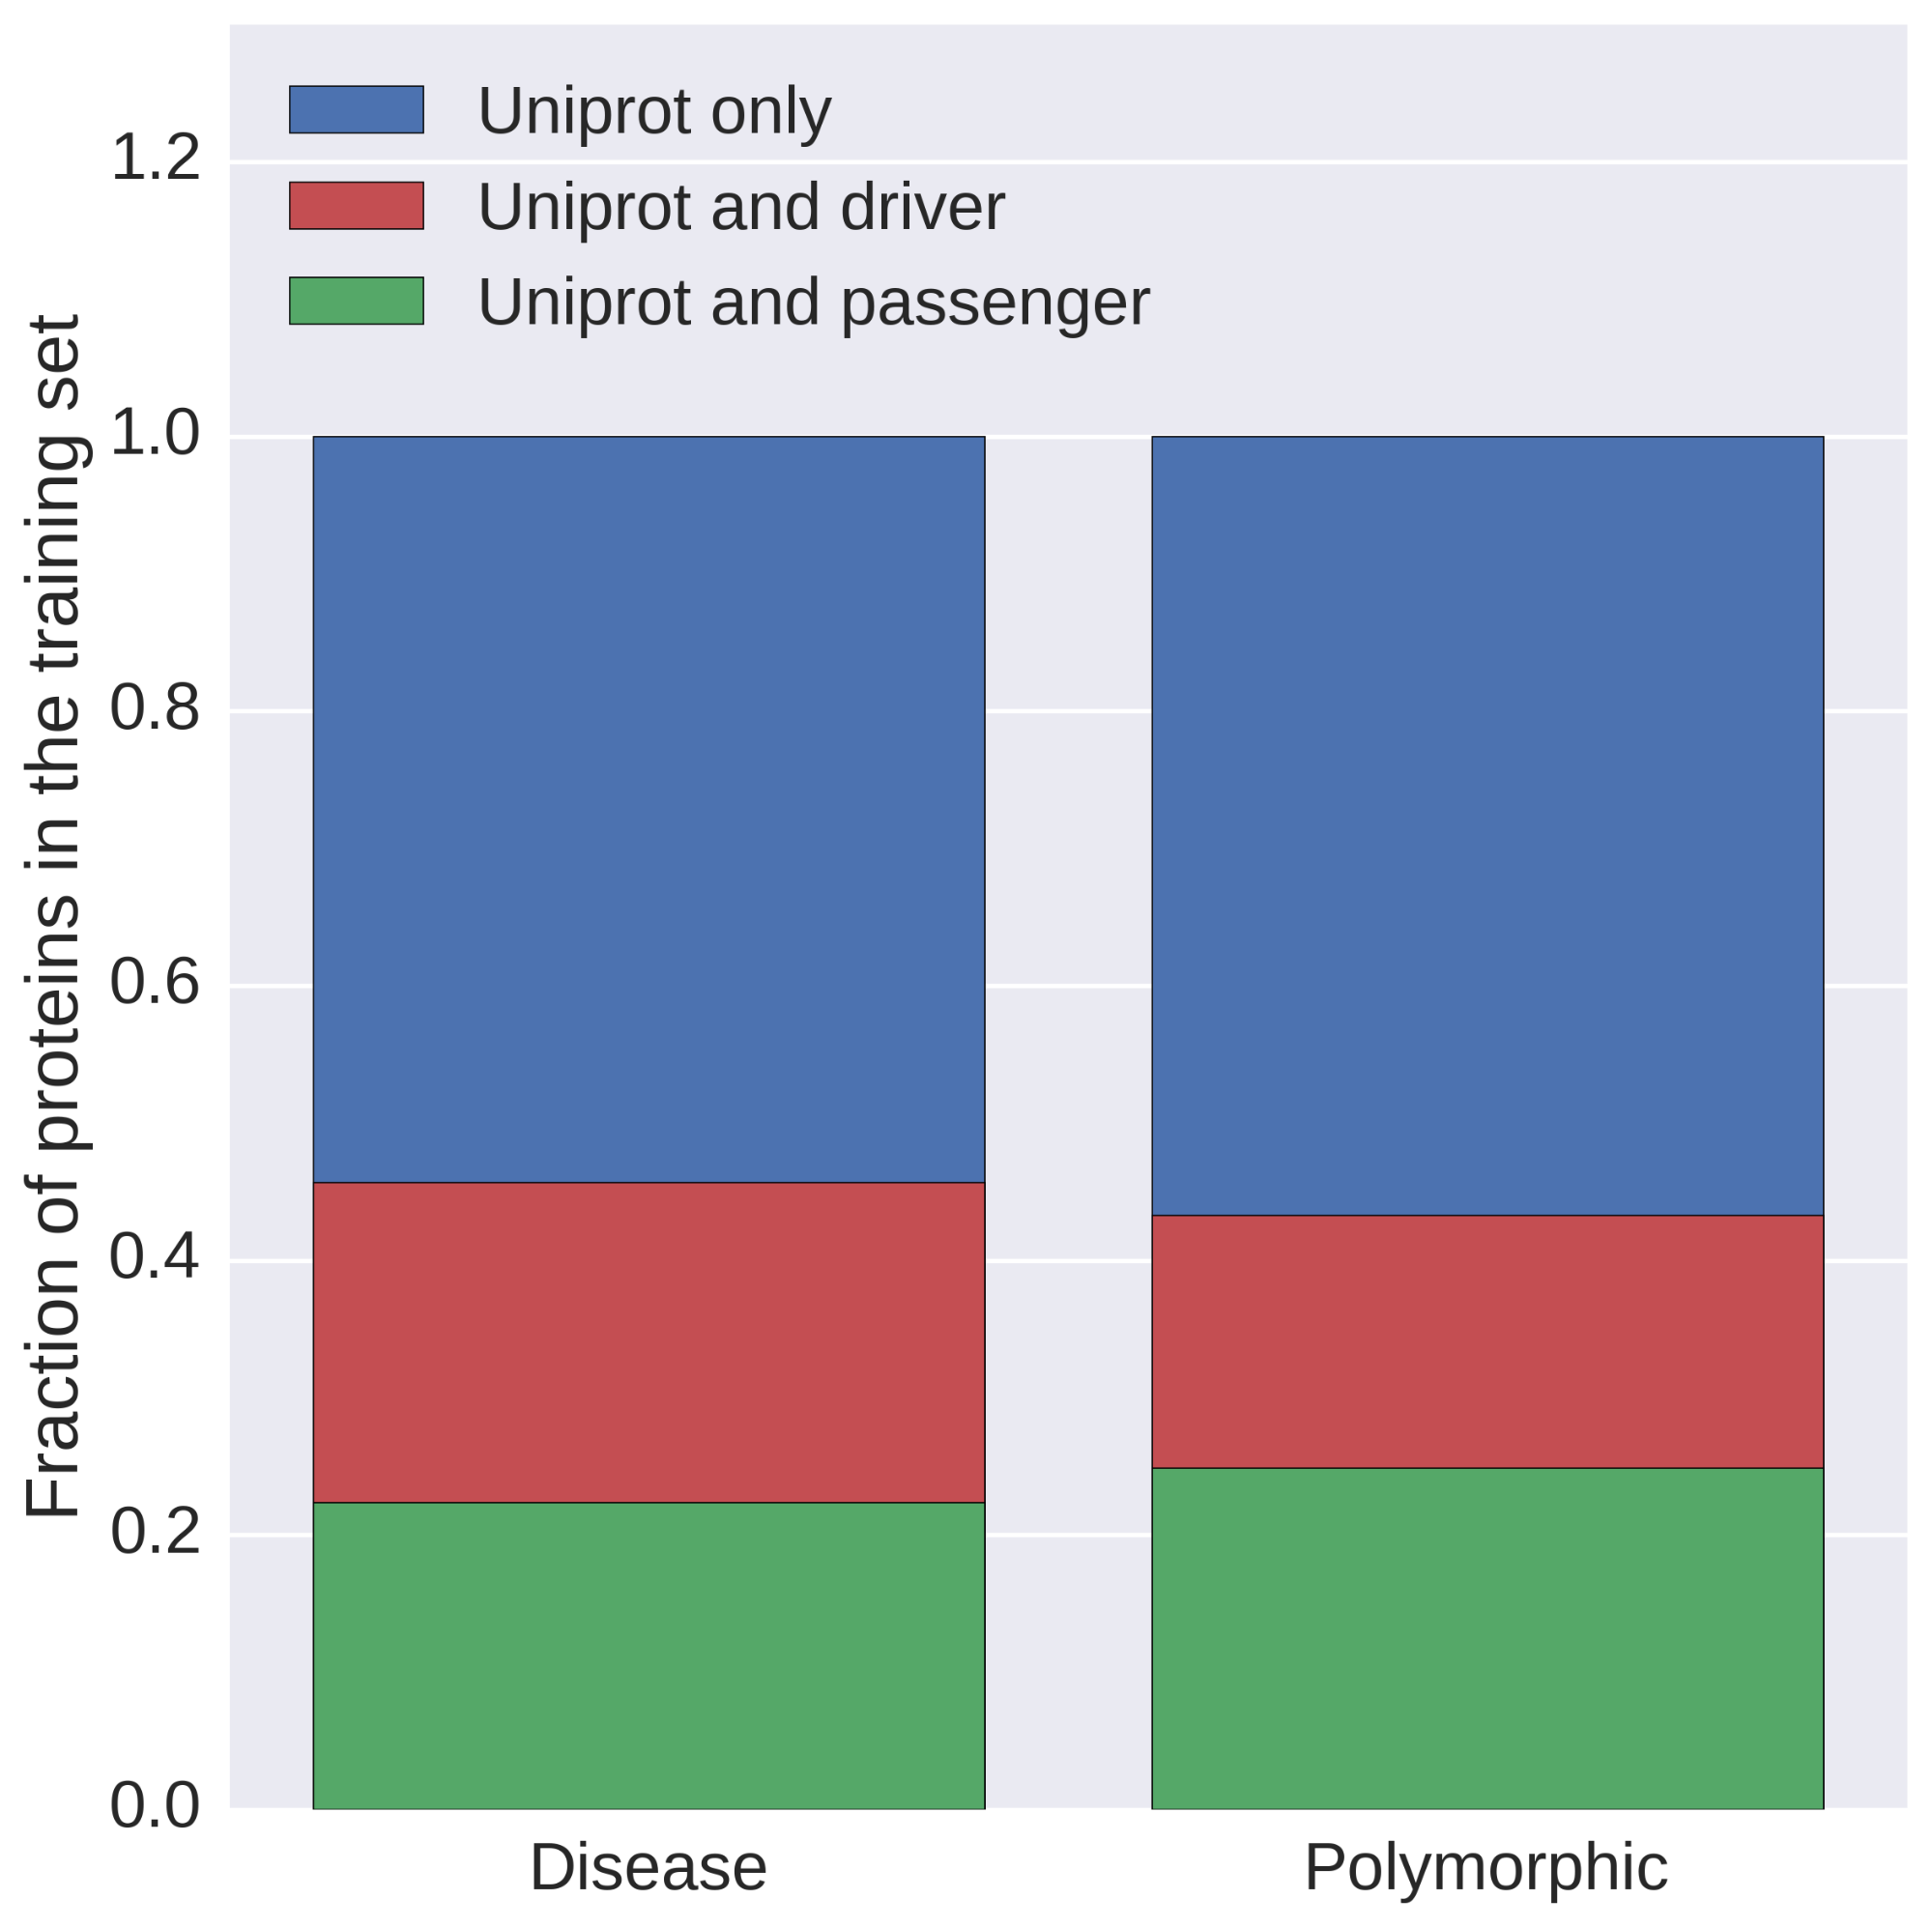 Uniprot only
Uniprot and driver
Uniprot and passenger
Fraction of proteins in the training set
1.2
1.0
0.8
0.6
0.4
0.2
0.0
Disease
Polymorphic